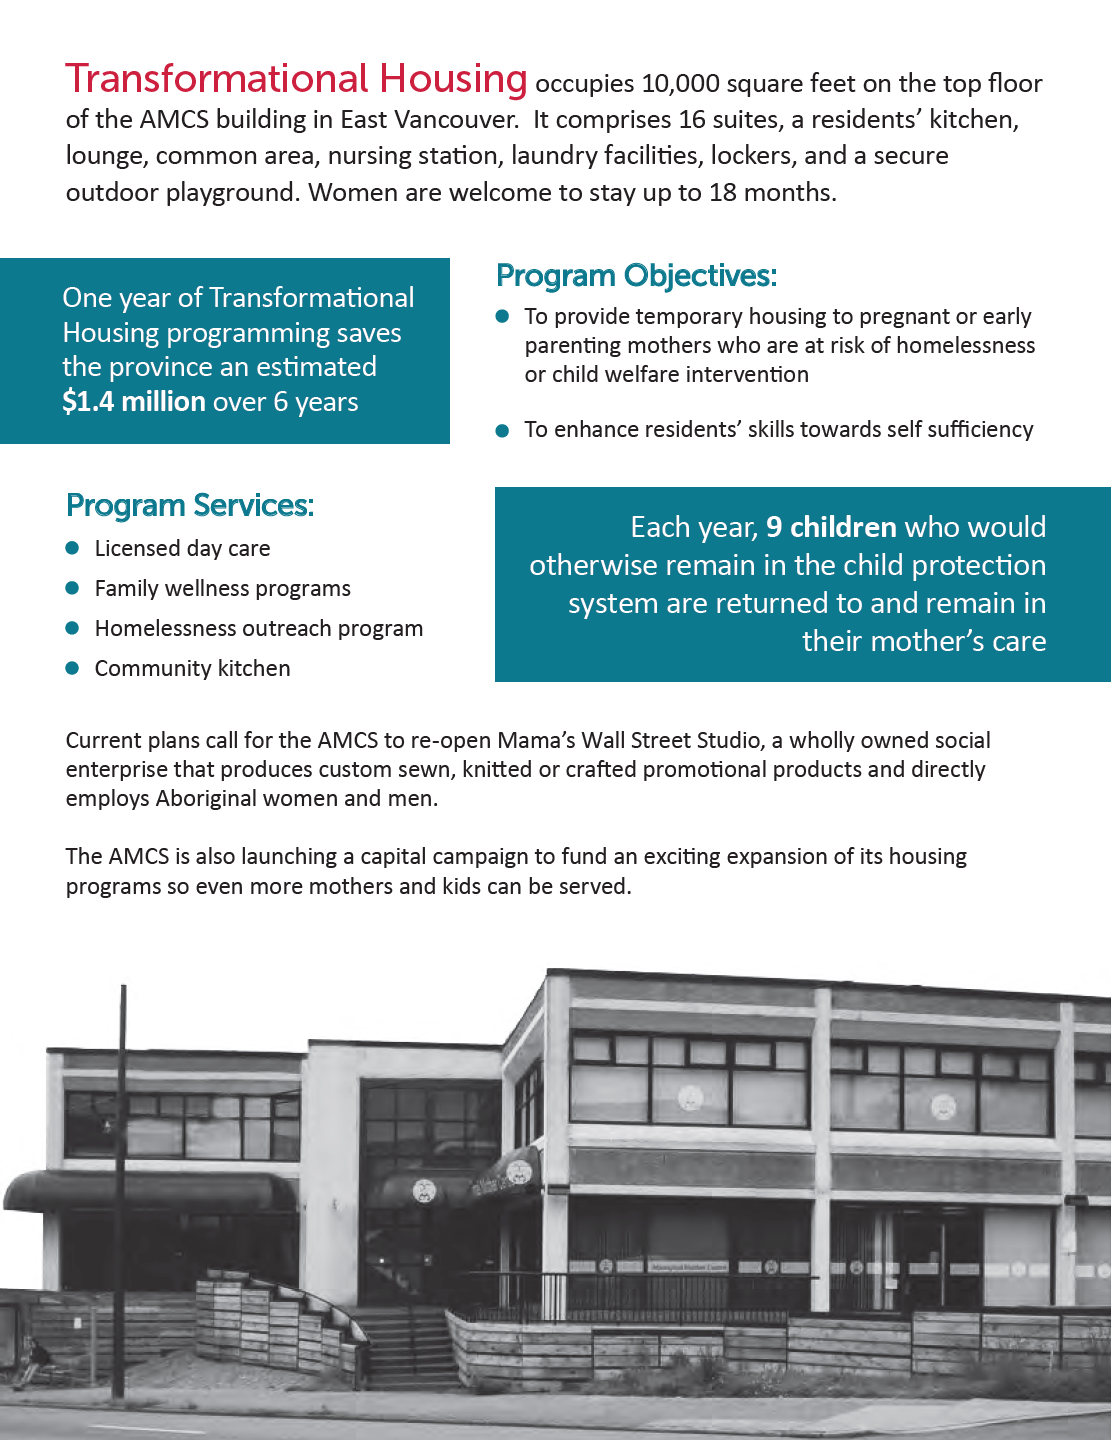 Transformational Housing occupies 10,000 square feet on the top floor
of the AMCS building in East Vancouver.  It comprises 16 suites, a residents’ kitchen,
lounge, common area, nursing station, laundry facilities, lockers, and a secure
outdoor playground. Women are welcome to stay up to 18 months.
One year of Transformational
Housing programming saves
the province an estimated
$1.4 million over 6 years
Program Objectives:
To provide temporary housing to pregnant or early
parenting mothers who are at risk of homelessness
or child welfare intervention
To enhance residents’ skills towards self sufficiency
Program Services:
Licensed day care
Family wellness programs
Homelessness outreach program
Community kitchen
Each year, 9 children who would
otherwise remain in the child protection
system are returned to and remain in
their mother’s care
Current plans call for the AMCS to re-open Mama’s Wall Street Studio, a wholly owned social
enterprise that produces custom sewn, knitted or crafted promotional products and directly
employs Aboriginal women and men.
The AMCS is also launching a capital campaign to fund an exciting expansion of its housing
programs so even more mothers and kids can be served.
Aboriginal Mother Centre